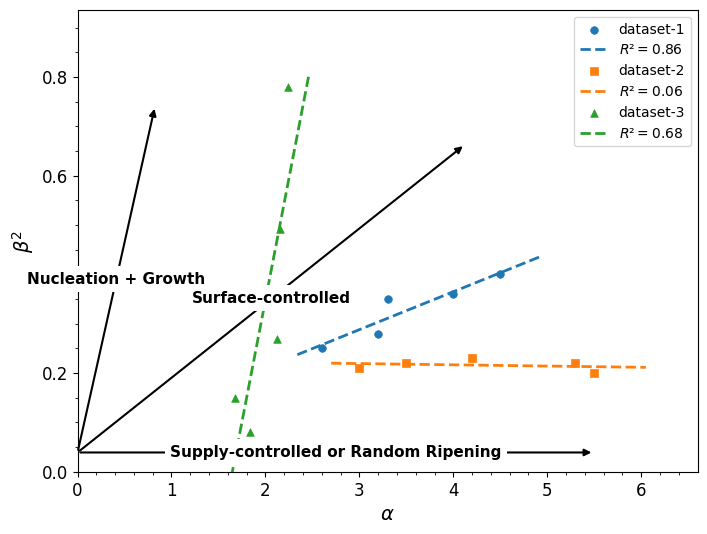 dataset-1
R² = 0.86
dataset-2
R² = 0.06
dataset-3
R² = 0.68
0.8
0.6
β²
Nucleation + Growth
Surface-controlled
0.2
Supply-controlled or Random Ripening
0.0
0 1 2 3 4 5 6
α